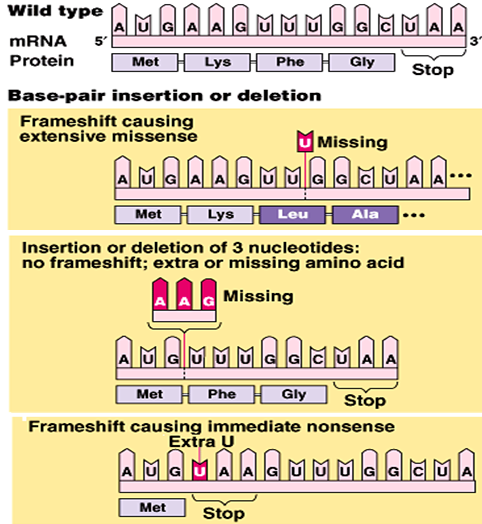 Wild type
A U G A A G U U U G G C U A A
mRNA 5′ 3′
Protein Met Lys Phe Gly Stop
Base-pair insertion or deletion
Frameshift causing
extensive missense
U Missing
A U G A A G U U G G C U A A •••
Met Lys Leu Ala •••
Insertion or deletion of 3 nucleotides:
no frameshift; extra or missing amino acid
A A G Missing
A U G U U U G G C U A A
Met Phe Gly Stop
Frameshift causing immediate nonsense
Extra U
A U G U A A G U U U G G C U A
Met Stop